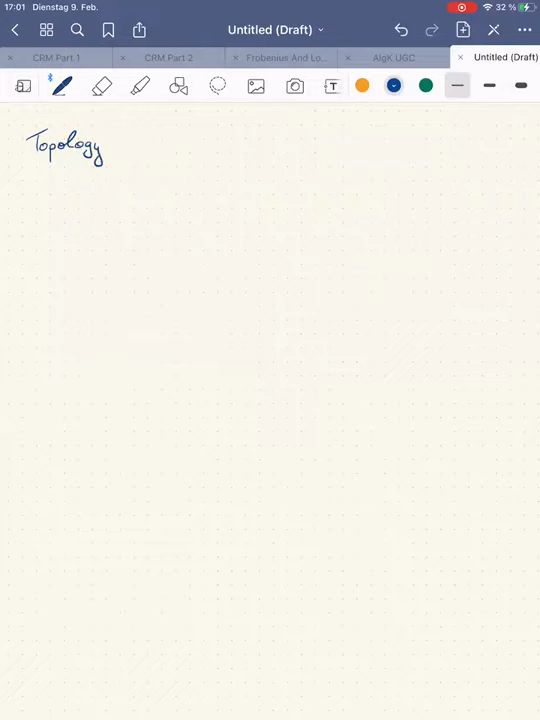 17:01 Dienstag 9. Feb. 32 %
Untitled (Draft)
CRM Part 1 CRM Part 2 Frobenius And Lo... AlgK UGC Untitled (Draft)
T
Topology